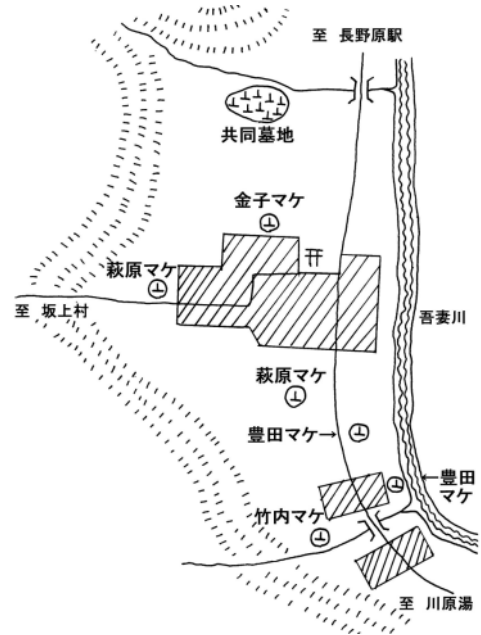 至 長野原駅
共同墓地
金子マケ
萩原マケ
至 坂上村
吾妻川
萩原マケ
豊田マケ→
←豊田
マケ
竹内マケ
至 川原湯